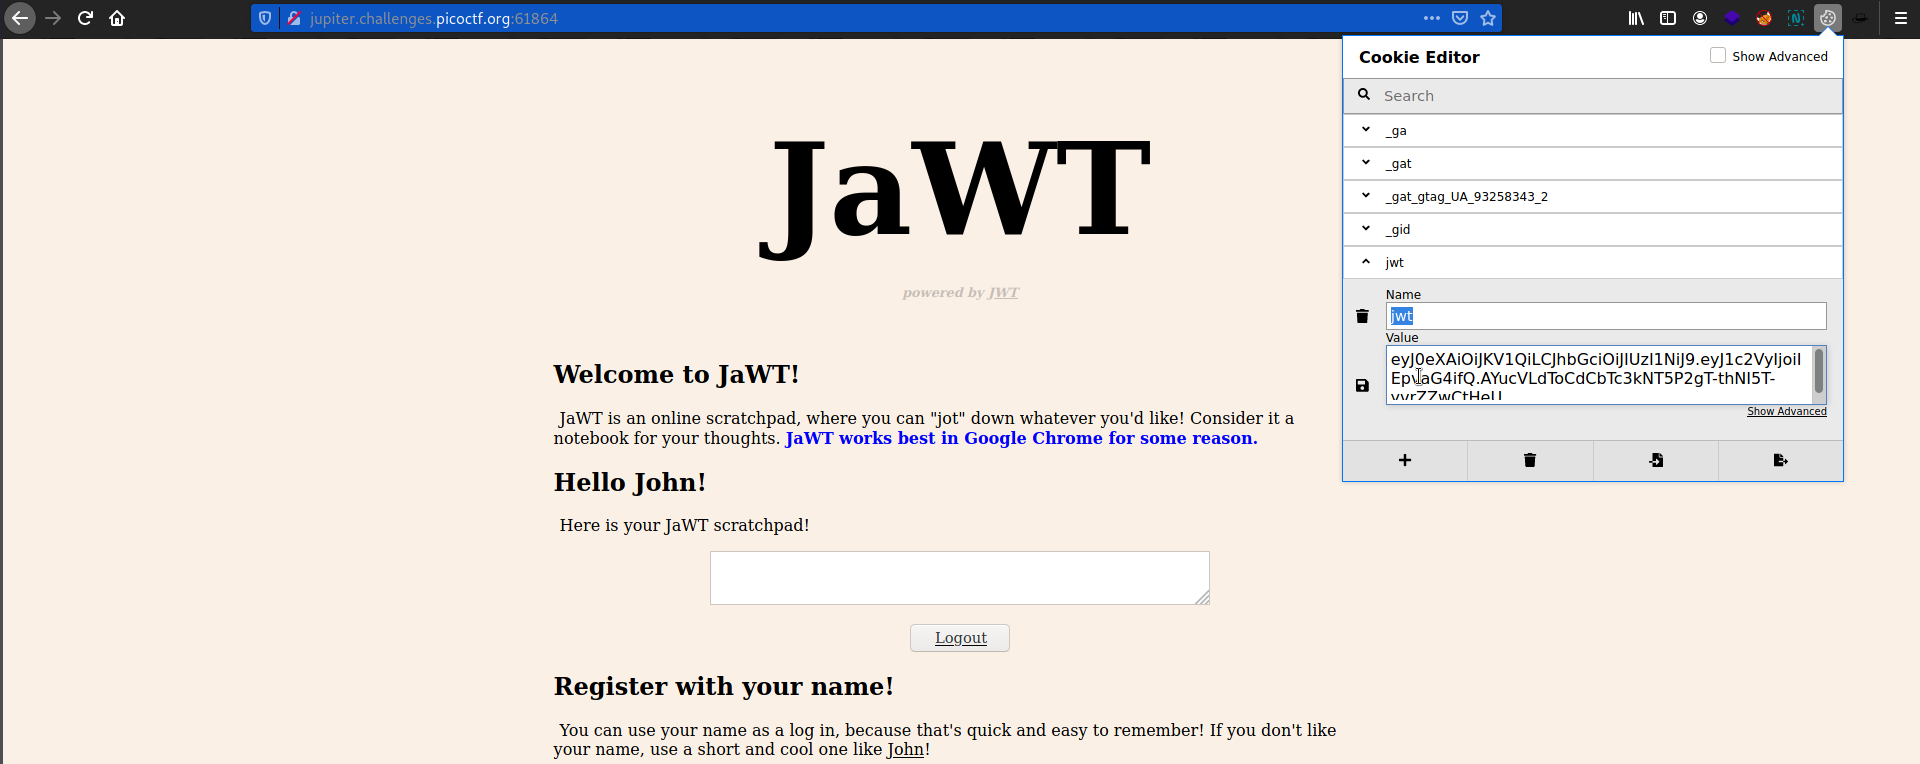 jupiter.challenges.picoctf.org:61864
Cookie Editor
Show Advanced
Search
_ga
_gat
_gat_gtag_UA_93258343_2
_gid
jwt
Name
jwt
Value
eyJ0eXAiOiJKV1QiLCJhbGciOiJIUzI1NiJ9.eyJ1c2VyIjoiI
Show Advanced
JaWT
powered by JWT
Welcome to JaWT!
JaWT is an online scratchpad, where you can "jot" down whatever you'd like! Consider it a
notebook for your thoughts. JaWT works best in Google Chrome for some reason.
Hello John!
Here is your JaWT scratchpad!
Logout
Register with your name!
You can use your name as a log in, because that's quick and easy to remember! If you don't like
your name, use a short and cool one like John!